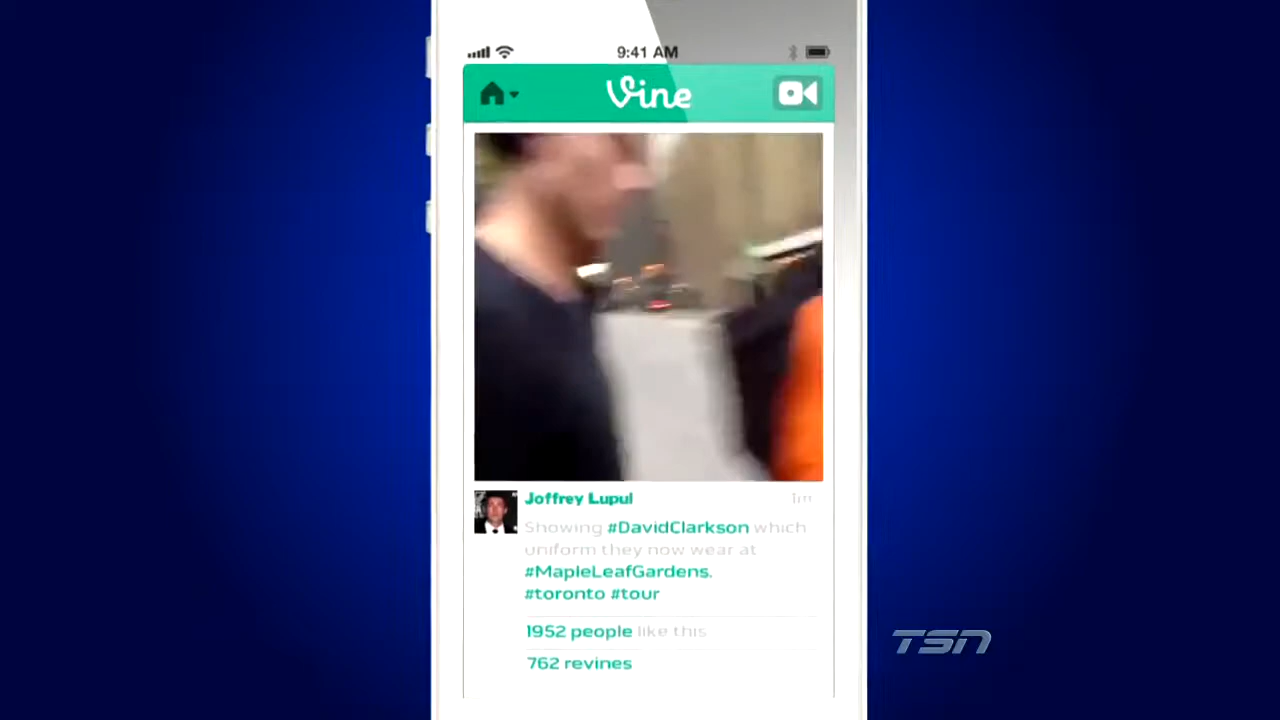 9:41 AM
Vine
Joffrey Lupul
1m
Showing #DavidClarkson which
uniform they now wear at
#MapleLeafGardens.
#toronto #tour
1952 people like this
762 revines
TSN